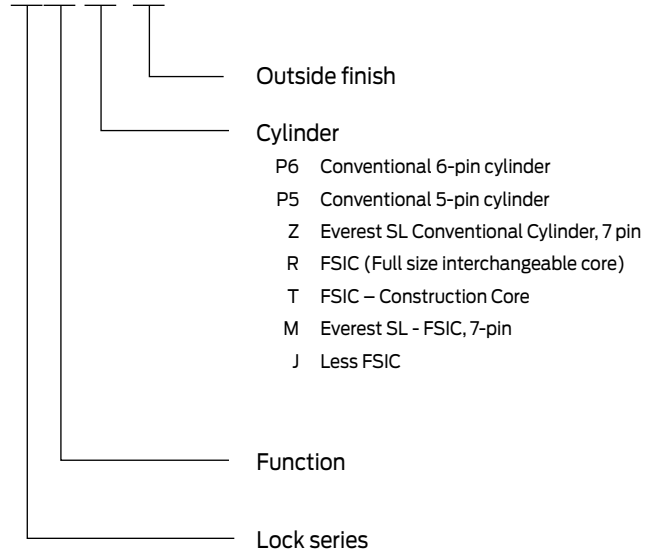 Outside finish
Cylinder
P6 Conventional 6-pin cylinder
P5 Conventional 5-pin cylinder
Z Everest SL Conventional Cylinder, 7 pin
R FSIC (Full size interchangeable core)
T FSIC – Construction Core
M Everest SL - FSIC, 7-pin
J Less FSIC
Function
Lock series